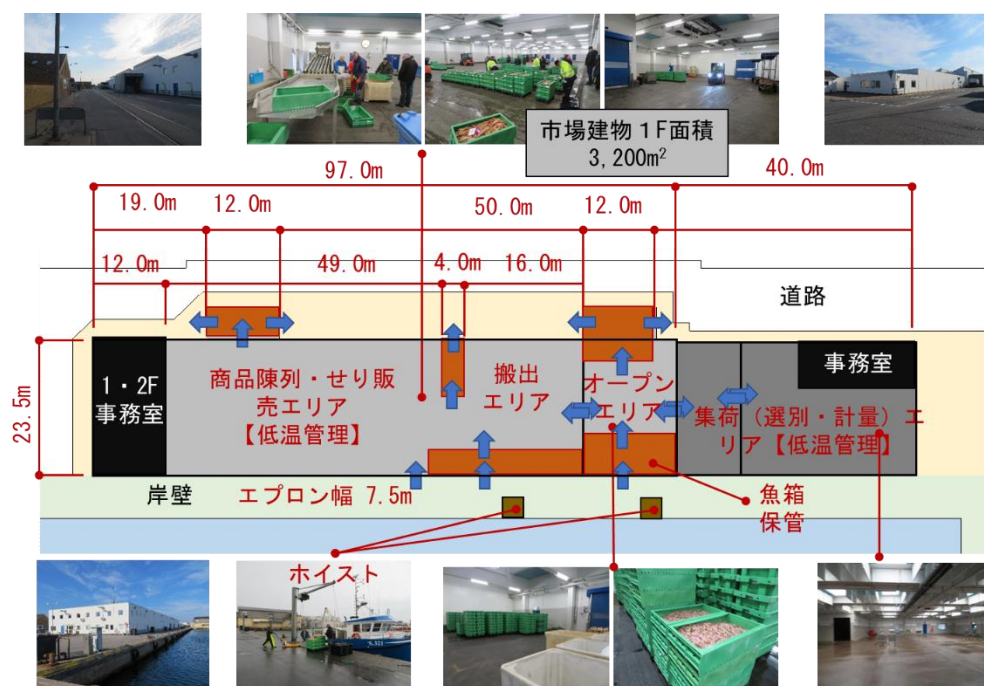 市場建物１F面積
3,200m²
97.0m
40.0m
19.0m
12.0m
50.0m
12.0m
12.0m
49.0m
4.0m
16.0m
道路
23.5m
1・2F
事務室
商品陳列・せり販
売エリア
【低温管理】
搬出
エリア
オープン
エリア
事務室
集荷（選別・計量）エ
リア【低温管理】
岸壁
エプロン幅 7.5m
魚箱
保管
ホイスト